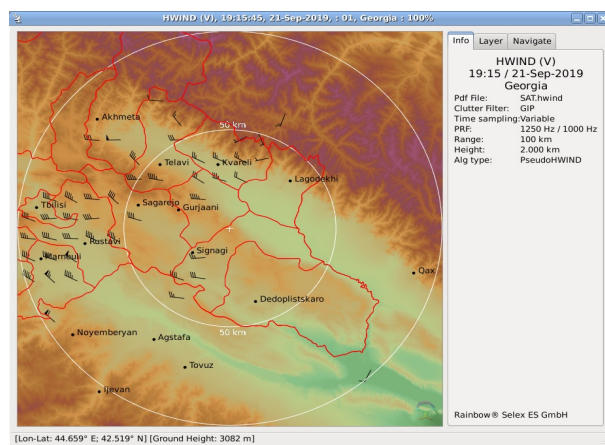 HWIND (V), 19:15:45, 21-Sep-2019, : 01, Georgia : 100%
Info Layer Navigate
HWIND (V)
19:15 / 21-Sep-2019
Georgia
Pdf File: SAT.hwind
Clutter Filter: GIP
Time sampling:Variable
PRF: 1250 Hz / 1000 Hz
Range: 100 km
Height: 2.000 km
Alg type: PseudoHWIND
Akhmeta
50 km
Telavi
Kvareli
Lagodekhi
Tbilisi
Sagarejo
Gurjaani
Rustavi
Signagi
Marneuli
Qax
Dedoplistskaro
50 km
Noyemberyan
Agstafa
Tovuz
Ijevan
Rainbow® Selex ES GmbH
[Lon-Lat: 44.659° E; 42.519° N] [Ground Height: 3082 m]